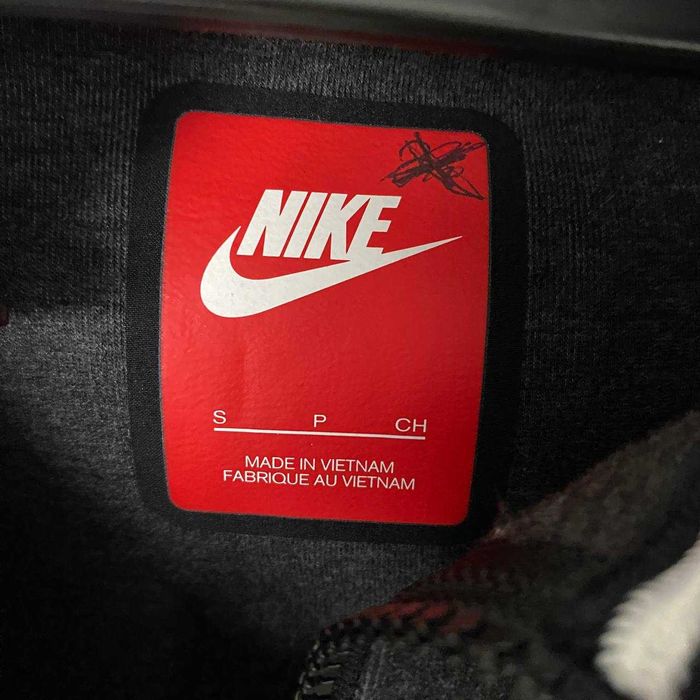 NIKE
S P CH
MADE IN VIETNAM
FABRIQUE AU VIETNAM